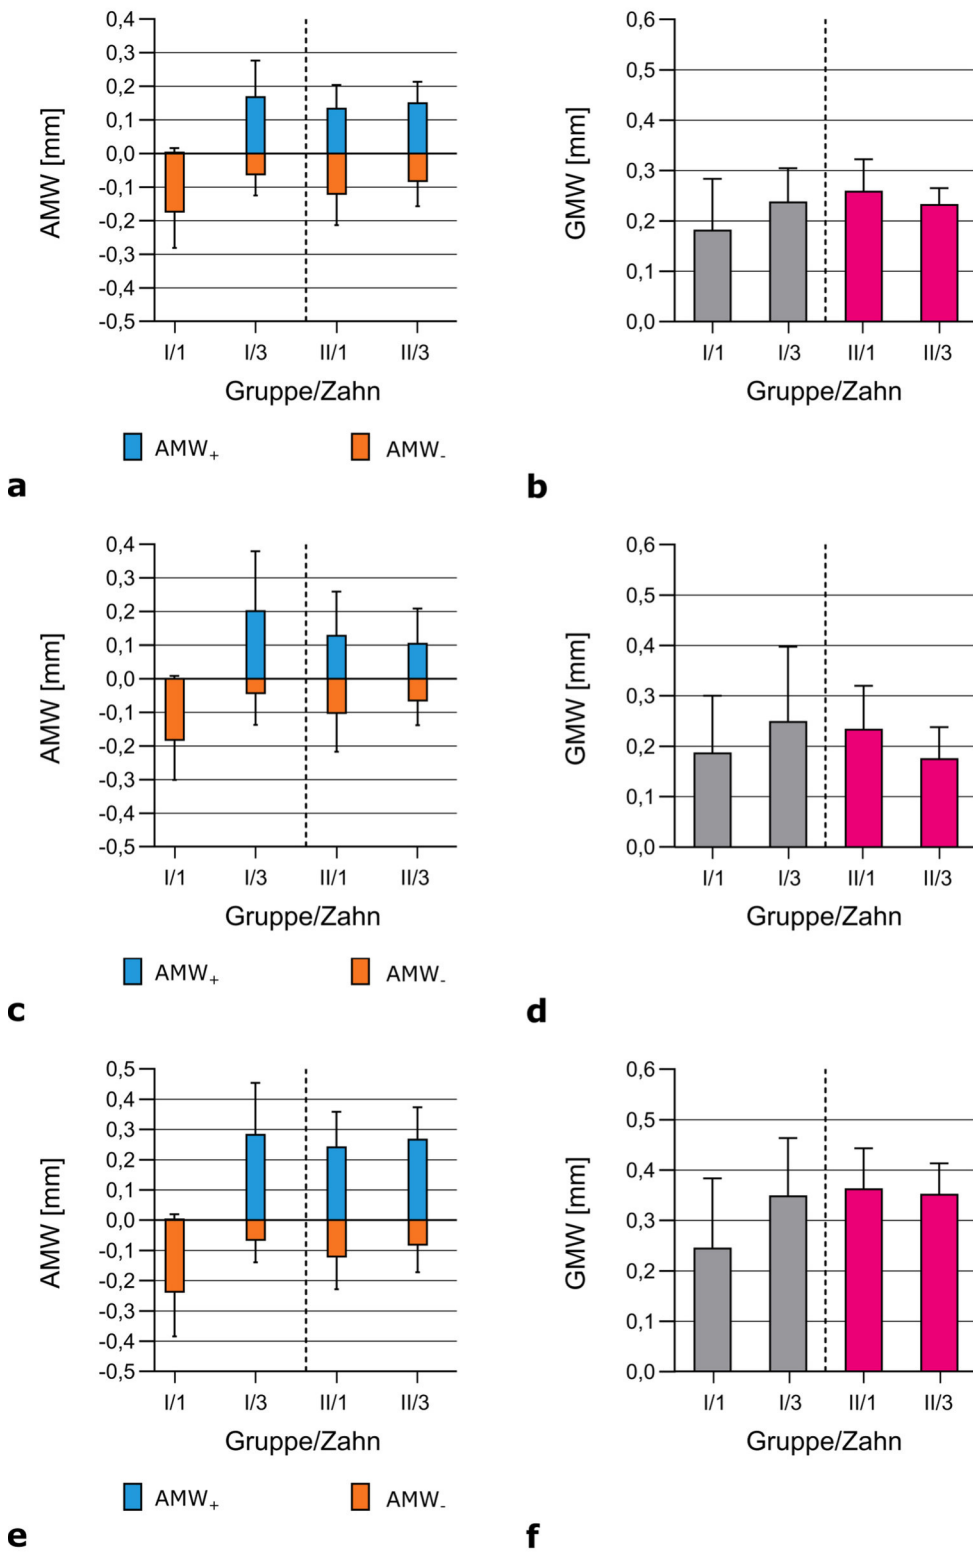 0,4
0,3
0,2
0,1
0,0
-0,1
-0,2
-0,3
-0,4
-0,5
AMW [mm]
I/1 I/3 II/1 II/3
Gruppe/Zahn
AMW+ AMW-
a
0,6
0,5
0,4
0,3
0,2
0,1
0,0
GMW [mm]
I/1 I/3 II/1 II/3
Gruppe/Zahn
b
0,4
0,3
0,2
0,1
0,0
-0,1
-0,2
-0,3
-0,4
-0,5
AMW [mm]
I/1 I/3 II/1 II/3
Gruppe/Zahn
AMW+ AMW-
c
0,6
0,5
0,4
0,3
0,2
0,1
0,0
GMW [mm]
I/1 I/3 II/1 II/3
Gruppe/Zahn
d
0,5
0,4
0,3
0,2
0,1
0,0
-0,1
-0,2
-0,3
-0,4
-0,5
AMW [mm]
I/1 I/3 II/1 II/3
Gruppe/Zahn
AMW+ AMW-
e
0,6
0,5
0,4
0,3
0,2
0,1
0,0
GMW [mm]
I/1 I/3 II/1 II/3
Gruppe/Zahn
f